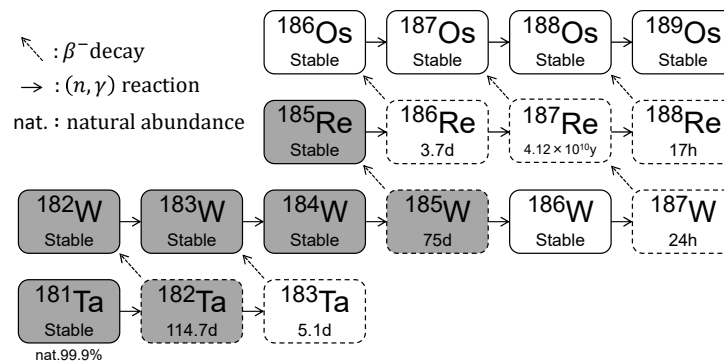 : β⁻ decay
: (n, γ) reaction
nat. : natural abundance
¹⁸⁶Os ¹⁸⁷Os ¹⁸⁸Os ¹⁸⁹Os
Stable Stable Stable Stable
¹⁸⁵Re ¹⁸⁶Re ¹⁸⁷Re ¹⁸⁸Re
Stable 3.7d 4.12 × 10¹⁰y 17h
¹⁸²W ¹⁸³W ¹⁸⁴W ¹⁸⁵W ¹⁸⁶W ¹⁸⁷W
Stable Stable Stable 75d Stable 24h
¹⁸¹Ta ¹⁸²Ta ¹⁸³Ta
Stable 114.7d 5.1d
nat.99.9%